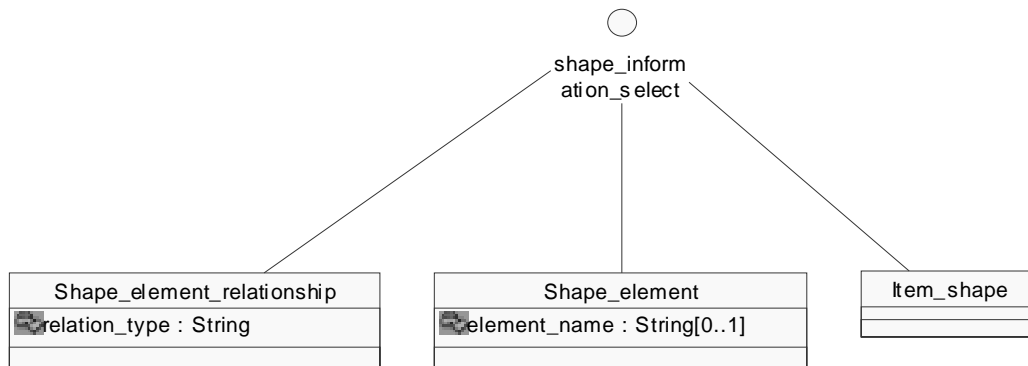 shape_inform
ation_select
Shape_element_relationship
relation_type : String
Shape_element
element_name : String[0..1]
Item_shape